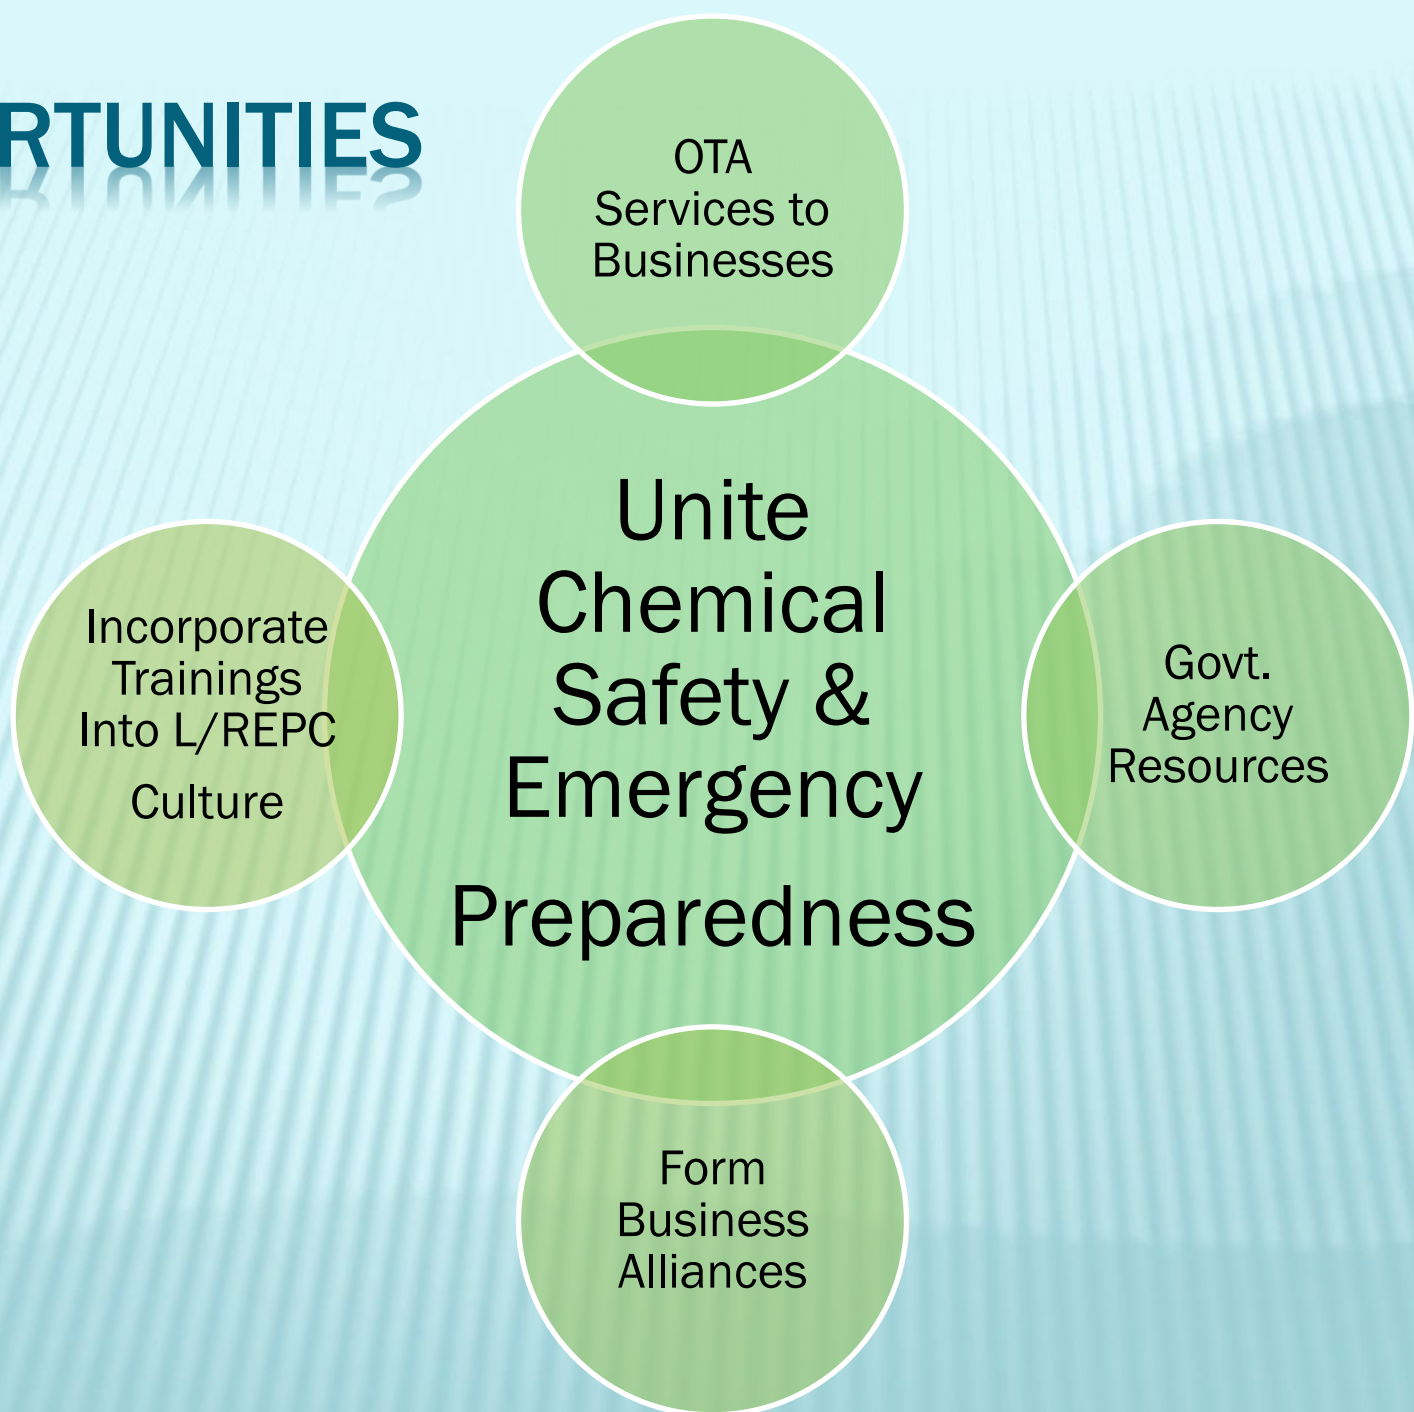 RTUNITIES
OTA
Services to
Businesses
Unite
Chemical
Safety &
Emergency
Preparedness
Incorporate
Trainings
Into L/REPC
Culture
Govt.
Agency
Resources
Form
Business
Alliances